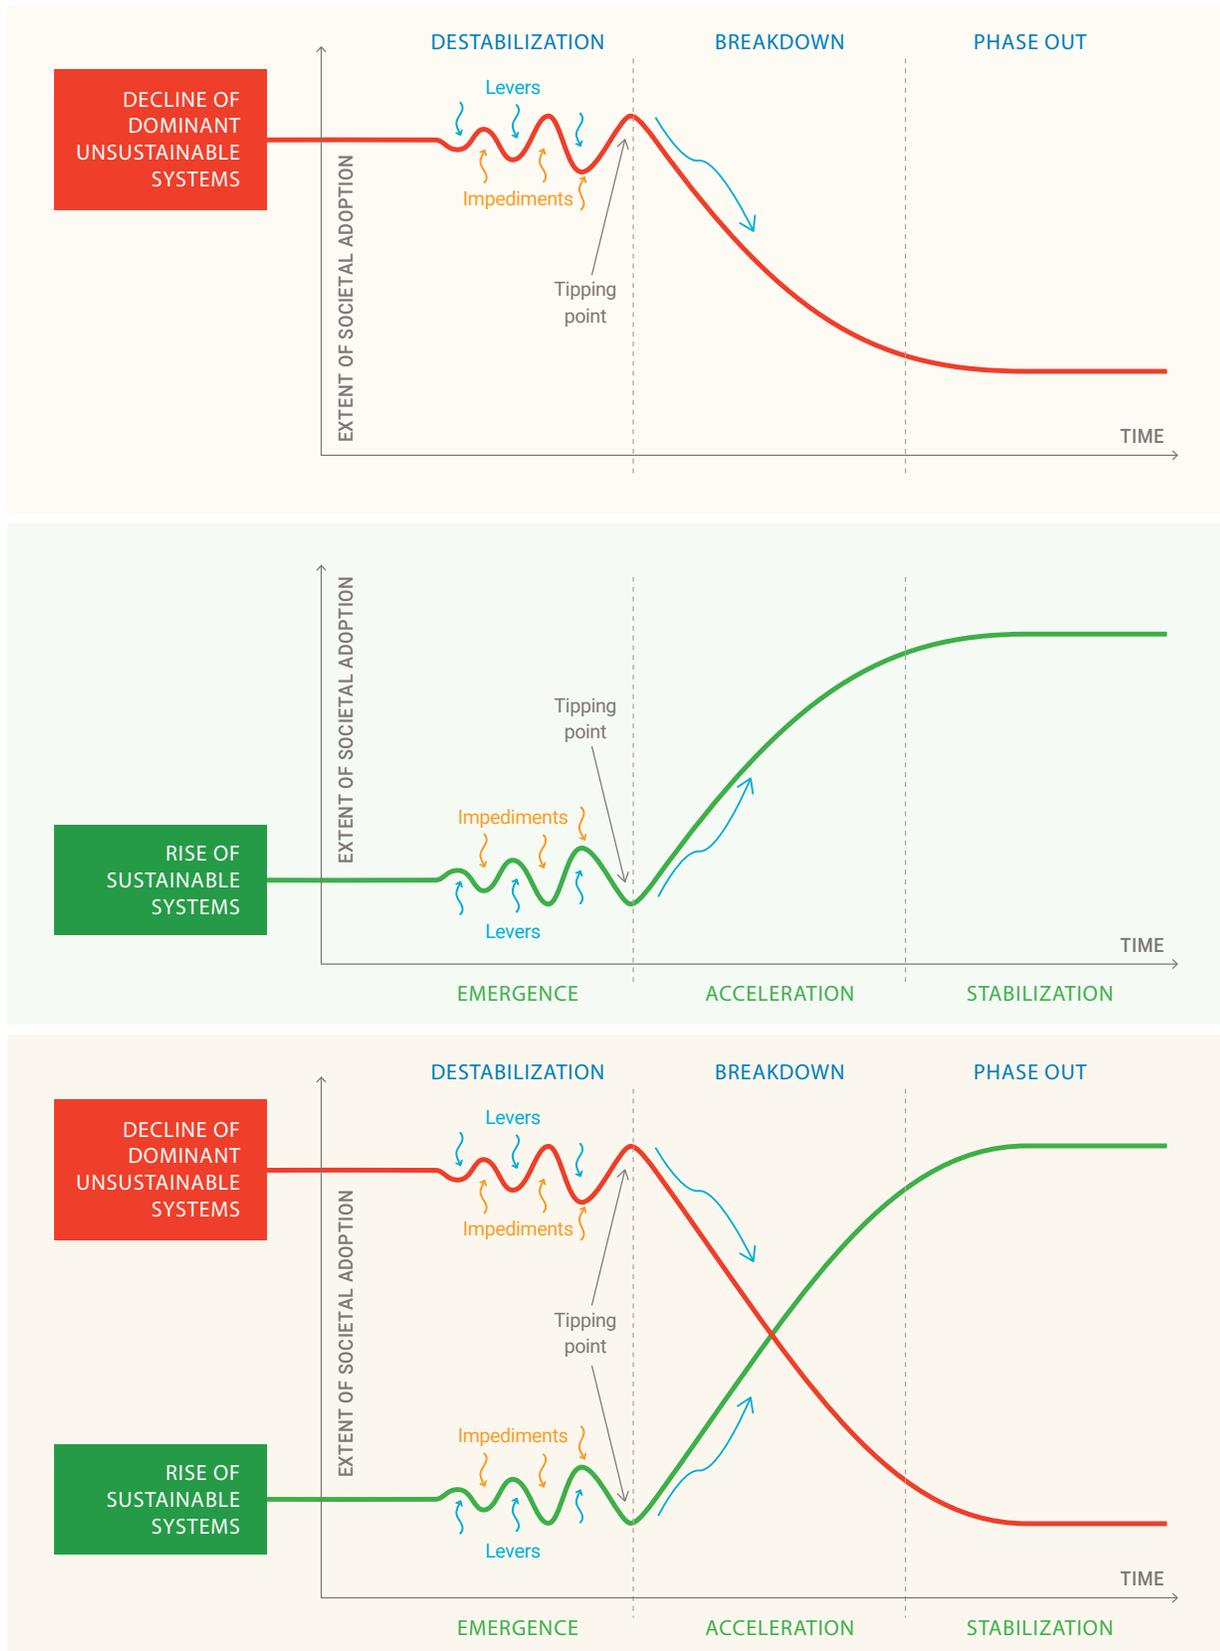 DESTABILIZATION
BREAKDOWN
PHASE OUT
DECLINE OF
DOMINANT
UNSUSTAINABLE
SYSTEMS
EXTENT OF SOCIETAL ADOPTION
Levers
Impediments
Tipping
point
TIME
EXTENT OF SOCIETAL ADOPTION
Tipping
point
Impediments
RISE OF
SUSTAINABLE
SYSTEMS
Levers
TIME
EMERGENCE
ACCELERATION
STABILIZATION
DESTABILIZATION
BREAKDOWN
PHASE OUT
DECLINE OF
DOMINANT
UNSUSTAINABLE
SYSTEMS
Levers
Impediments
EXTENT OF SOCIETAL ADOPTION
Tipping
point
Impediments
RISE OF
SUSTAINABLE
SYSTEMS
Levers
TIME
EMERGENCE
ACCELERATION
STABILIZATION